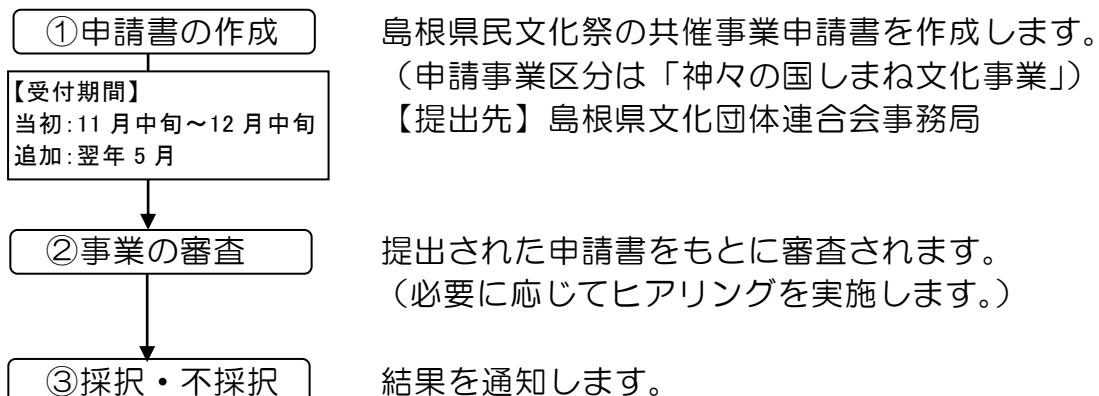 ①申請書の作成
島根県民文化祭の共催事業申請書を作成します。
（申請事業区分は「神々の国しまね文化事業」）
【提出先】島根県文化団体連合会事務局
【受付期間】
当初:11月中旬～12月中旬
追加:翌年5月
②事業の審査
提出された申請書をもとに審査されます。
（必要に応じてヒアリングを実施します。）
③採択・不採択
結果を通知します。